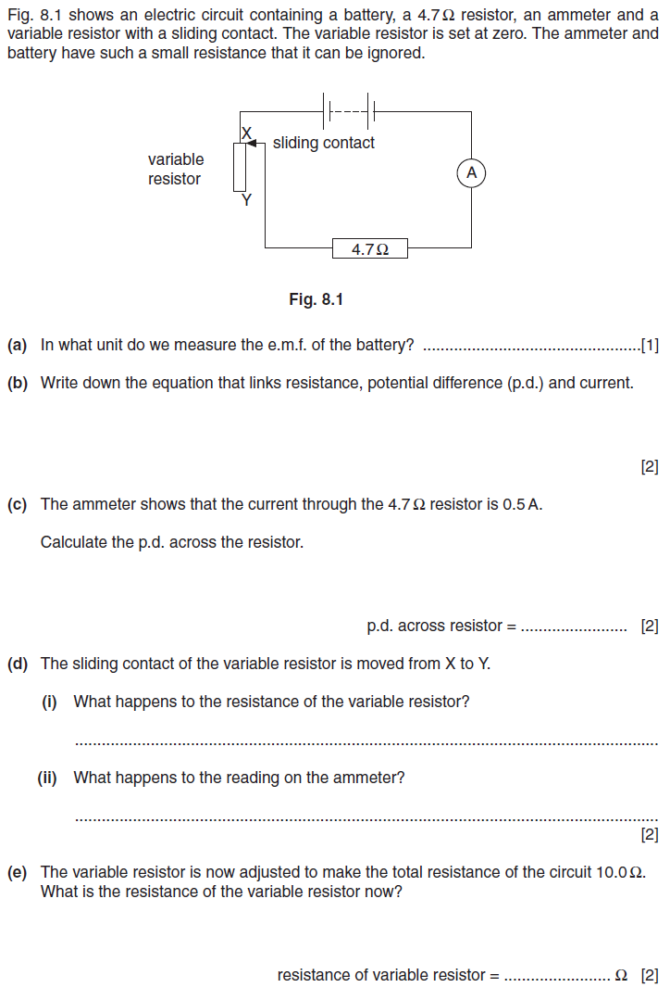 Fig. 8.1 shows an electric circuit containing a battery, a 4.7 Ω resistor, an ammeter and a
variable resistor with a sliding contact. The variable resistor is set at zero. The ammeter and
battery have such a small resistance that it can be ignored.
X
sliding contact
variable
resistor
A
Y
4.7 Ω
Fig. 8.1
(a) In what unit do we measure the e.m.f. of the battery? .................................................[1]
(b) Write down the equation that links resistance, potential difference (p.d.) and current.
[2]
(c) The ammeter shows that the current through the 4.7 Ω resistor is 0.5 A.
Calculate the p.d. across the resistor.
p.d. across resistor = ........................ [2]
(d) The sliding contact of the variable resistor is moved from X to Y.
(i) What happens to the resistance of the variable resistor?
..................................................................................................................................
(ii) What happens to the reading on the ammeter?
..................................................................................................................................
[2]
(e) The variable resistor is now adjusted to make the total resistance of the circuit 10.0 Ω.
What is the resistance of the variable resistor now?
resistance of variable resistor = ........................ Ω [2]